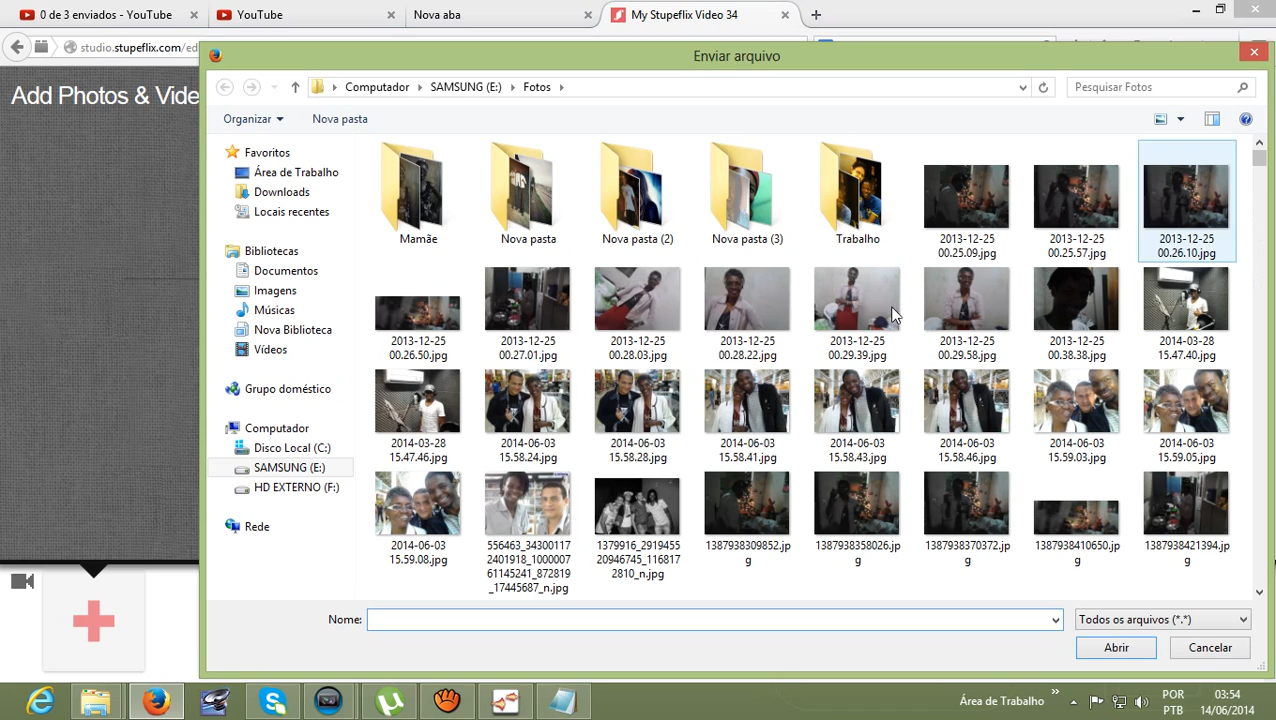 0 de 3 enviados - YouTube
YouTube
Nova aba
My Stupeflix Video 34
studio.stupeflix.com/ed
Enviar arquivo
Add Photos & Vide
Computador
SAMSUNG (E:)
Fotos
Pesquisar Fotos
Organizar
Nova pasta
Favoritos
Área de Trabalho
Downloads
Locais recentes
Bibliotecas
Documentos
Imagens
Músicas
Nova Biblioteca
Vídeos
Grupo doméstico
Computador
Disco Local (C:)
SAMSUNG (E:)
HD EXTERNO (F:)
Rede
Mamãe
Nova pasta
Nova pasta (2)
Nova pasta (3)
Trabalho
2013-12-25
00.25.09.jpg
2013-12-25
00.25.57.jpg
2013-12-25
00.26.10.jpg
2013-12-25
00.26.50.jpg
2013-12-25
00.27.01.jpg
2013-12-25
00.28.03.jpg
2013-12-25
00.28.22.jpg
2013-12-25
00.29.39.jpg
2013-12-25
00.29.58.jpg
2013-12-25
00.38.38.jpg
2014-03-28
15.47.40.jpg
2014-03-28
15.47.46.jpg
2014-06-03
15.58.24.jpg
2014-06-03
15.58.28.jpg
2014-06-03
15.58.41.jpg
2014-06-03
15.58.43.jpg
2014-06-03
15.58.46.jpg
2014-06-03
15.59.03.jpg
2014-06-03
15.59.05.jpg
2014-06-03
15.59.08.jpg
556463_34300117
2401918_1000007
61145241_872819
_17445687_n.jpg
1379916_2919455
20946745_116817
2810_n.jpg
1387938309852.jp
g
1387938358026.jp
g
1387938370372.jp
g
1387938410650.jp
g
1387938421394.jp
g
Nome:
Todos os arquivos (*.*)
Abrir
Cancelar
Área de Trabalho
POR
PTB
03:54
14/06/2014